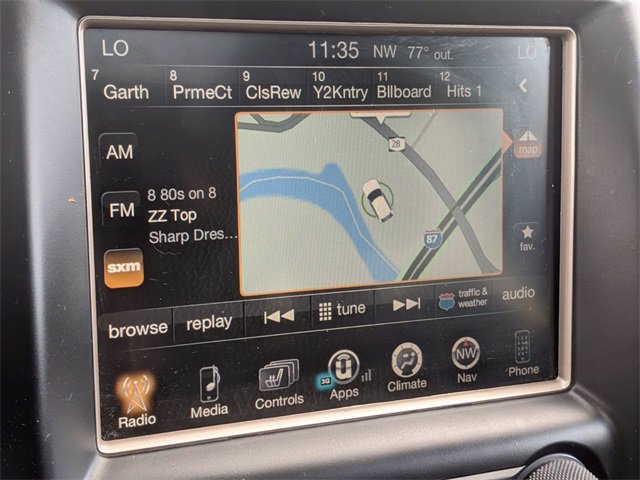 LO 11:35 NW 77° out. LO
7 Garth 8 PrmeCt 9 ClsRew 10 Y2Kntry 11 Bllboard 12 Hits 1
28
AM
map
8 80s on 8
FM
ZZ Top
Sharp Dres...
87
fav.
sxm
browse replay tune traffic & weather audio
3G
NW
Radio Media Controls Apps Climate Nav Phone